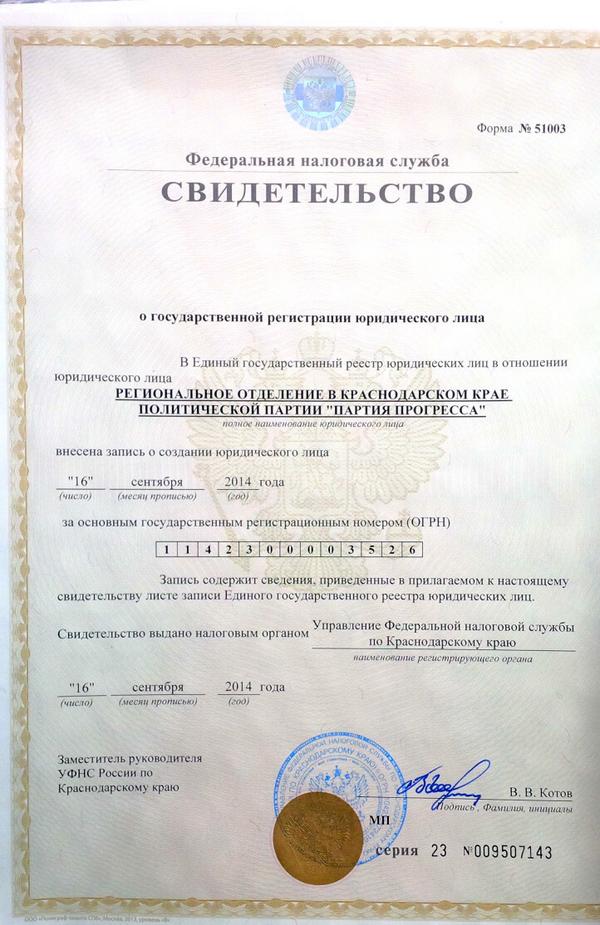 Форма № 51003
Федеральная налоговая служба
СВИДЕТЕЛЬСТВО
о государственной регистрации юридического лица
В Единый государственный реестр юридических лиц в отношении
юридического лица
РЕГИОНАЛЬНОЕ ОТДЕЛЕНИЕ В КРАСНОДАРСКОМ КРАЕ
ПОЛИТИЧЕСКОЙ ПАРТИИ "ПАРТИЯ ПРОГРЕССА"
полное наименование юридического лица
внесена запись о создании юридического лица
"16" сентября 2014 года
(число) (месяц прописью) (год)
за основным государственным регистрационным номером (ОГРН)
1 1 4 2 3 0 0 0 0 3 5 2 6
Запись содержит сведения, приведенные в прилагаемом к настоящему
свидетельству листе записи Единого государственного реестра юридических лиц.
Свидетельство выдано налоговым органом Управление Федеральной налоговой службы
по Краснодарскому краю
наименование регистрирующего органа
"16" сентября 2014 года
(число) (месяц прописью) (год)
Заместитель руководителя
УФНС России по
Краснодарскому краю
В. В. Котов
Подпись, Фамилия, инициалы
МП
серия 23 №009507143